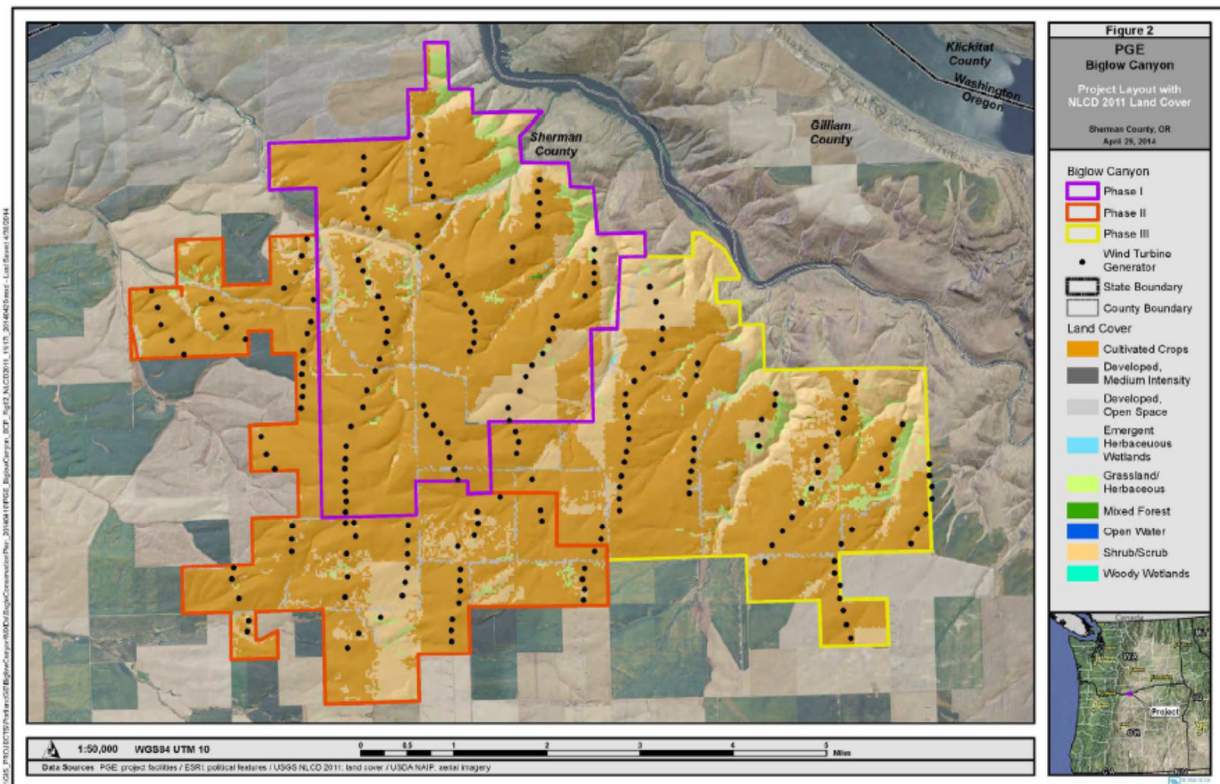 Figure 2
PGE
Biglow Canyon
Project Layout with
NLCD 2011 Land Cover
Sherman County, OR
April 29, 2014
Klickitat
County
Washington
Oregon
Gilliam
County
Sherman
County
Biglow Canyon
Phase I
Phase II
Phase III
Wind Turbine
Generator
State Boundary
County Boundary
Land Cover
Cultivated Crops
Developed,
Medium Intensity
Developed,
Open Space
Emergent
Herbaceuous
Wetlands
Grassland/
Herbaceous
Mixed Forest
Open Water
Shrub/Scrub
Woody Wetlands
Canada
WA
Project
OR
CA
1:50,000 WGS84 UTM 10
0 0.5 1 2 3 4 5
Miles
Data Sources: PGE: project facilities / ESRI: political features / USGS NLCD 2011: land cover / USDA NAIP: aerial imagery